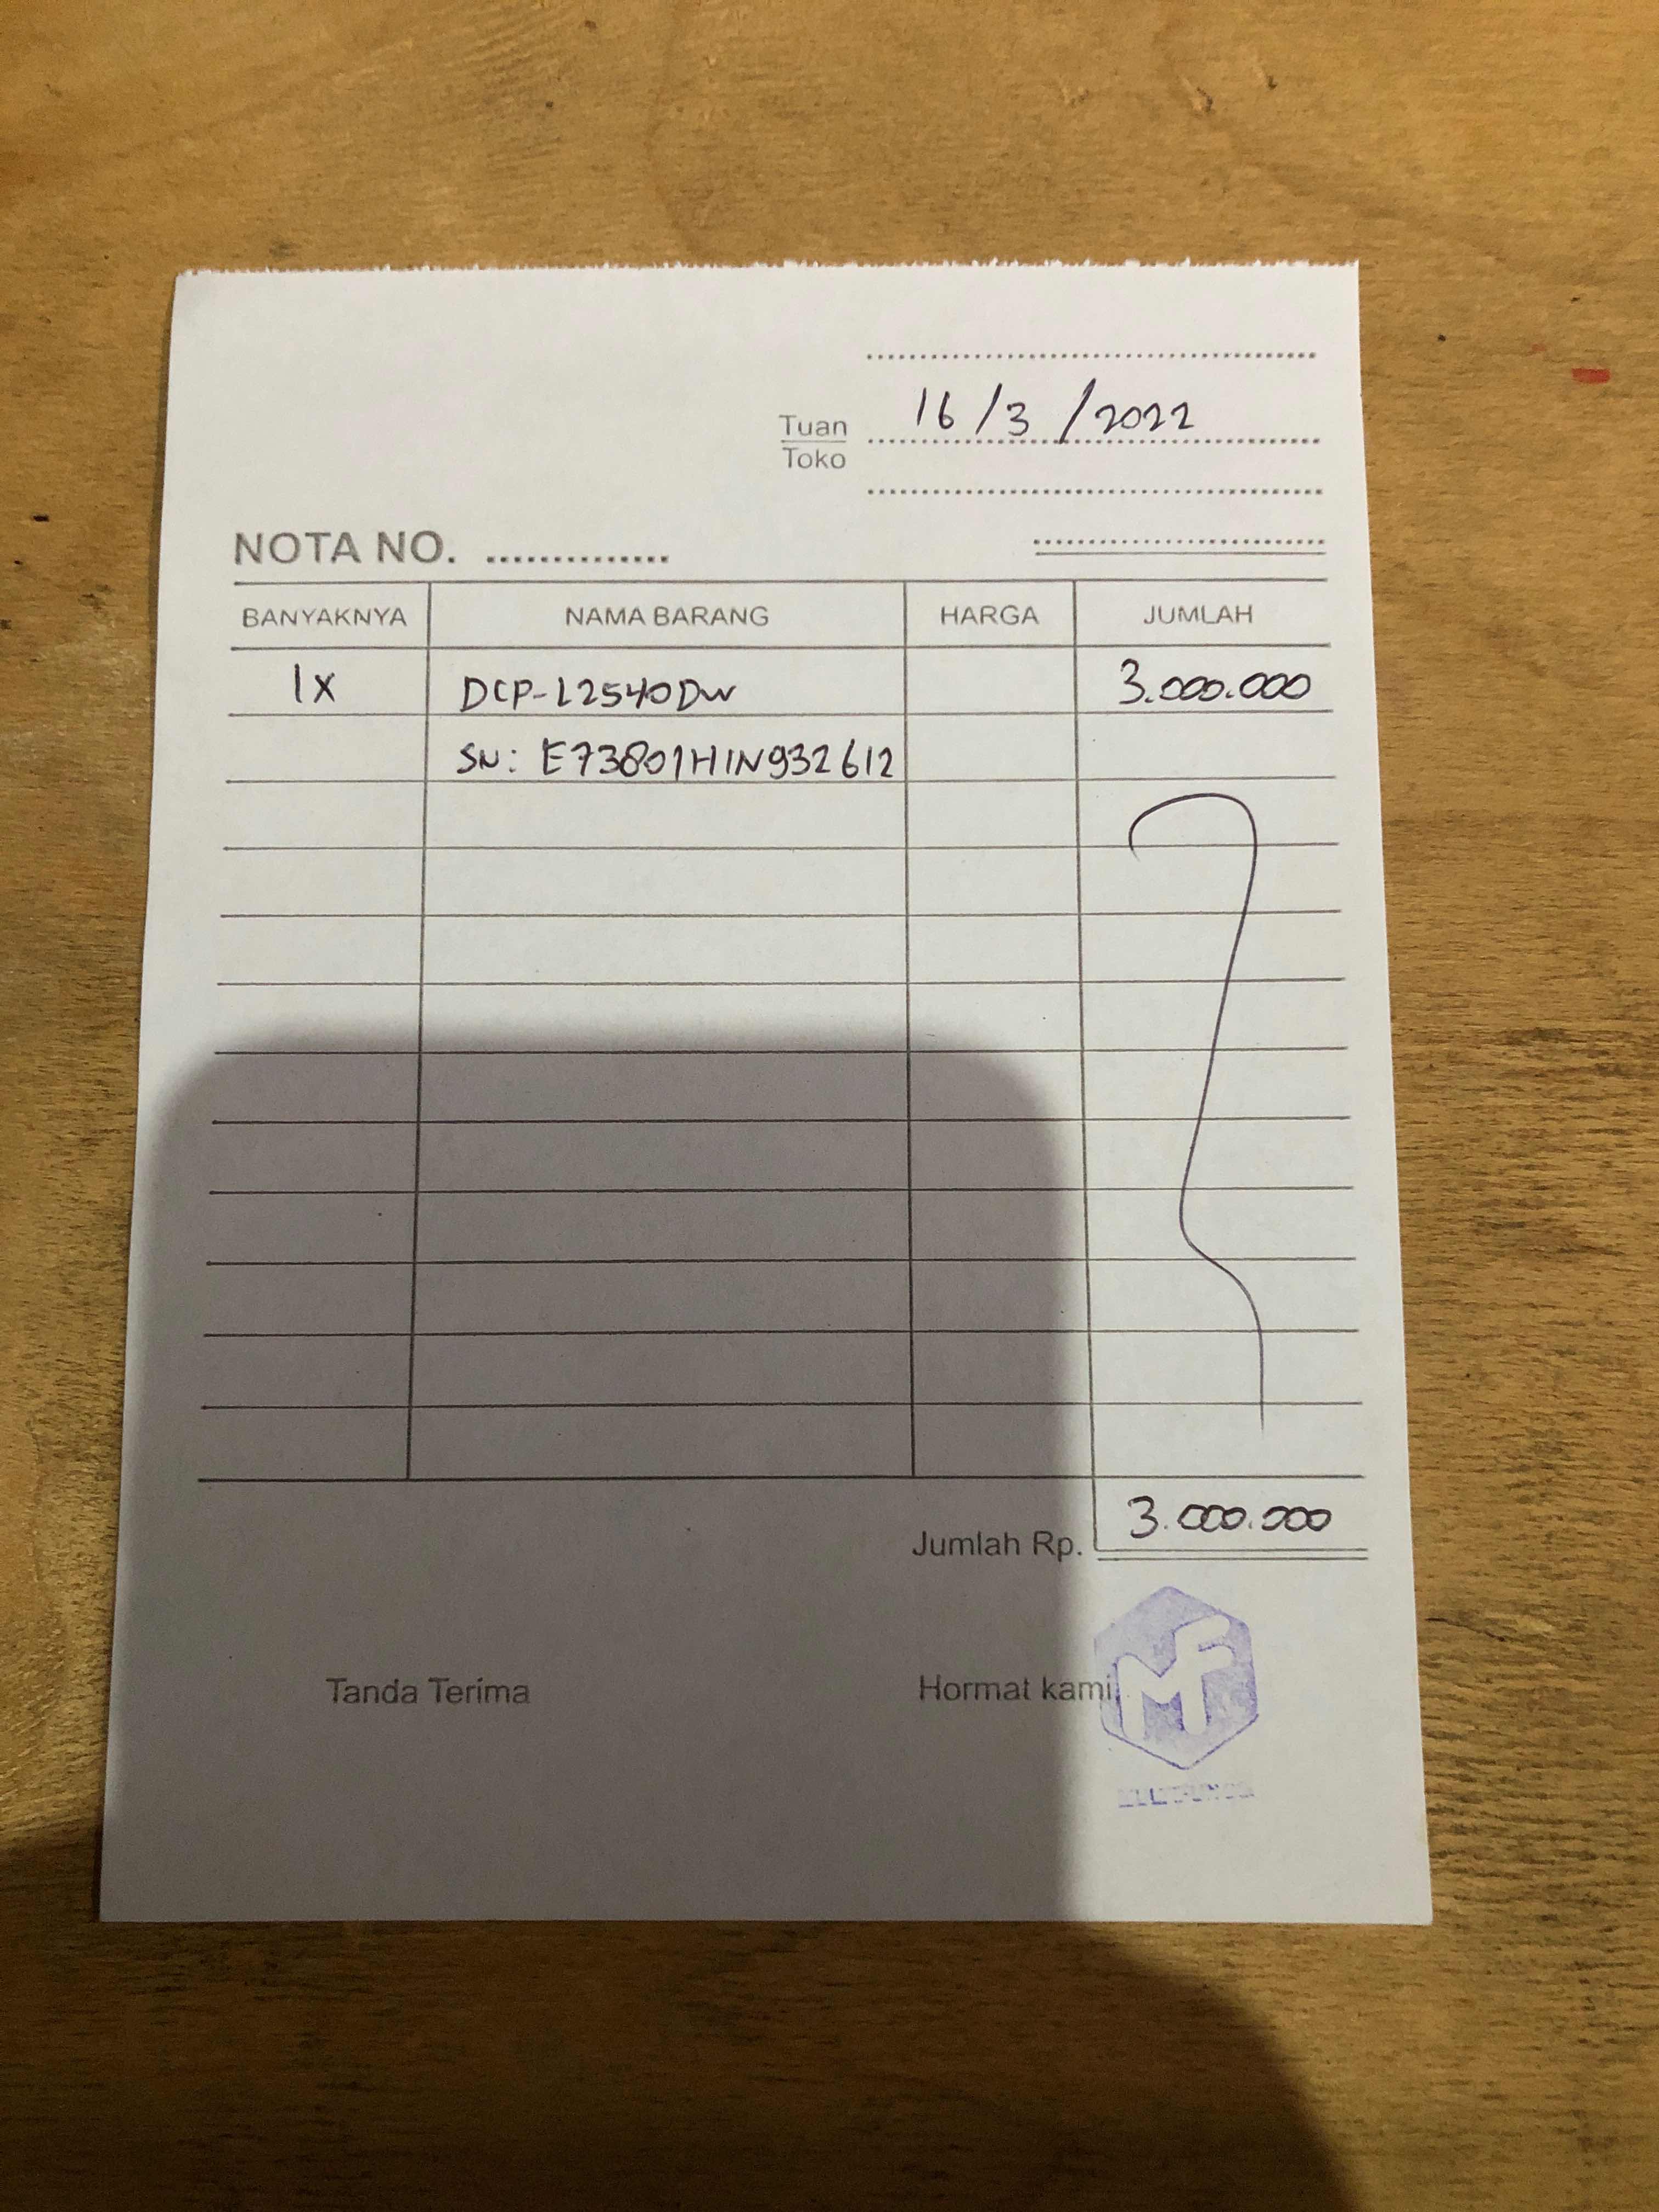 16/3/2022
Tuan
Toko
NOTA NO. ..............
BANYAKNYA NAMA BARANG HARGA JUMLAH
1x DCP-L2540DW 3.000.000
SN: E73801H1N932612
Jumlah Rp. 3.000.000
Tanda Terima Hormat kami,
MF